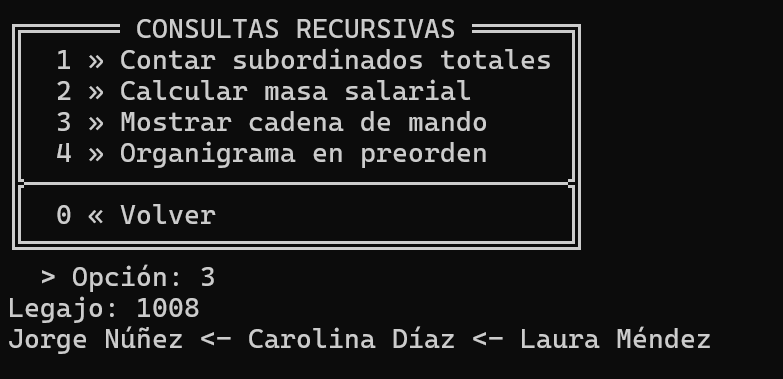 CONSULTAS RECURSIVAS
1 » Contar subordinados totales
2 » Calcular masa salarial
3 » Mostrar cadena de mando
4 » Organigrama en preorden
0 « Volver
> Opción: 3
Legajo: 1008
Jorge Núñez <- Carolina Díaz <- Laura Méndez